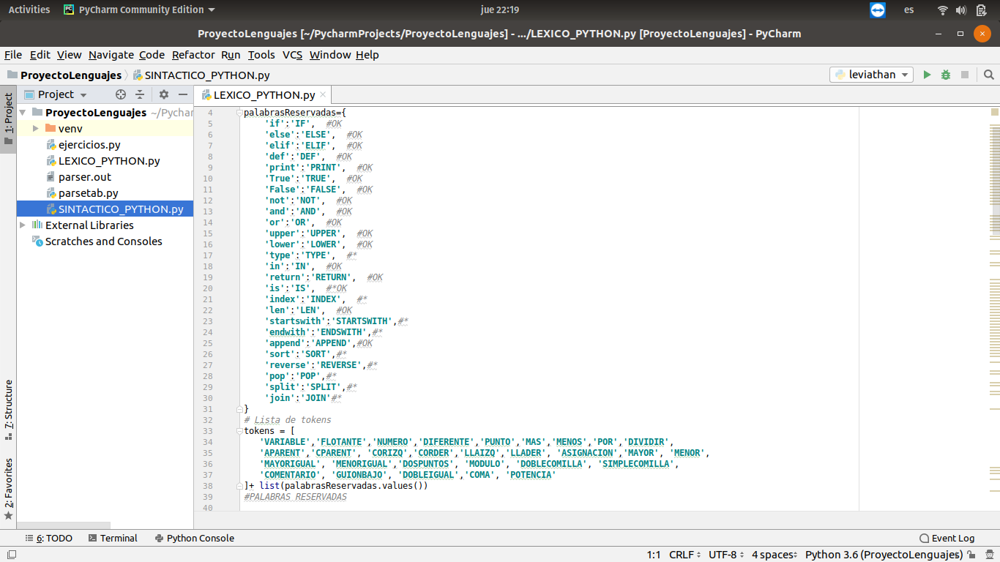 Activities PyCharm Community Edition jue 22:19 es
ProyectoLenguajes [~/PycharmProjects/ProyectoLenguajes] - .../LEXICO_PYTHON.py [ProyectoLenguajes] - PyCharm
File Edit View Navigate Code Refactor Run Tools VCS Window Help
ProyectoLenguajes SINTACTICO_PYTHON.py leviathan
1: Project
7: Structure
2: Favorites
Project
ProyectoLenguajes ~/Pychar
venv
ejercicios.py
LEXICO_PYTHON.py
parser.out
parsetab.py
SINTACTICO_PYTHON.py
External Libraries
Scratches and Consoles
LEXICO_PYTHON.py
4 palabrasReservadas={
5 'if':'IF', #OK
6 'else':'ELSE', #OK
7 'elif':'ELIF', #OK
8 'def':'DEF', #OK
9 'print':'PRINT', #OK
10 'True':'TRUE', #OK
11 'False':'FALSE', #OK
12 'not':'NOT', #OK
13 'and':'AND', #OK
14 'or':'OR', #OK
15 'upper':'UPPER', #OK
16 'lower':'LOWER', #OK
17 'type':'TYPE', #*
18 'in':'IN', #OK
19 'return':'RETURN', #OK
20 'is':'IS', #*OK
21 'index':'INDEX', #*
22 'len':'LEN', #OK
23 'startswith':'STARTSWITH',#*
24 'endwith':'ENDSWITH',#*
25 'append':'APPEND',#OK
26 'sort':'SORT',#*
27 'reverse':'REVERSE',#*
28 'pop':'POP',#*
29 'split':'SPLIT',#*
30 'join':'JOIN'#*
31 }
32 # Lista de tokens
33 tokens = [
34 'VARIABLE','FLOTANTE','NUMERO','DIFERENTE','PUNTO','MAS','MENOS','POR','DIVIDIR',
35 'APARENT','CPARENT', 'CORIZQ','CORDER','LLAIZQ','LLADER', 'ASIGNACION','MAYOR', 'MENOR',
36 'MAYORIGUAL', 'MENORIGUAL','DOSPUNTOS', 'MODULO', 'DOBLECOMILLA', 'SIMPLECOMILLA',
37 'COMENTARIO', 'GUIONBAJO', 'DOBLEIGUAL','COMA', 'POTENCIA'
38 ]+ list(palabrasReservadas.values())
39 #PALABRAS RESERVADAS
40
6: TODO Terminal Python Console Event Log
1:1 CRLF UTF-8 4 spaces Python 3.6 (ProyectoLenguajes)